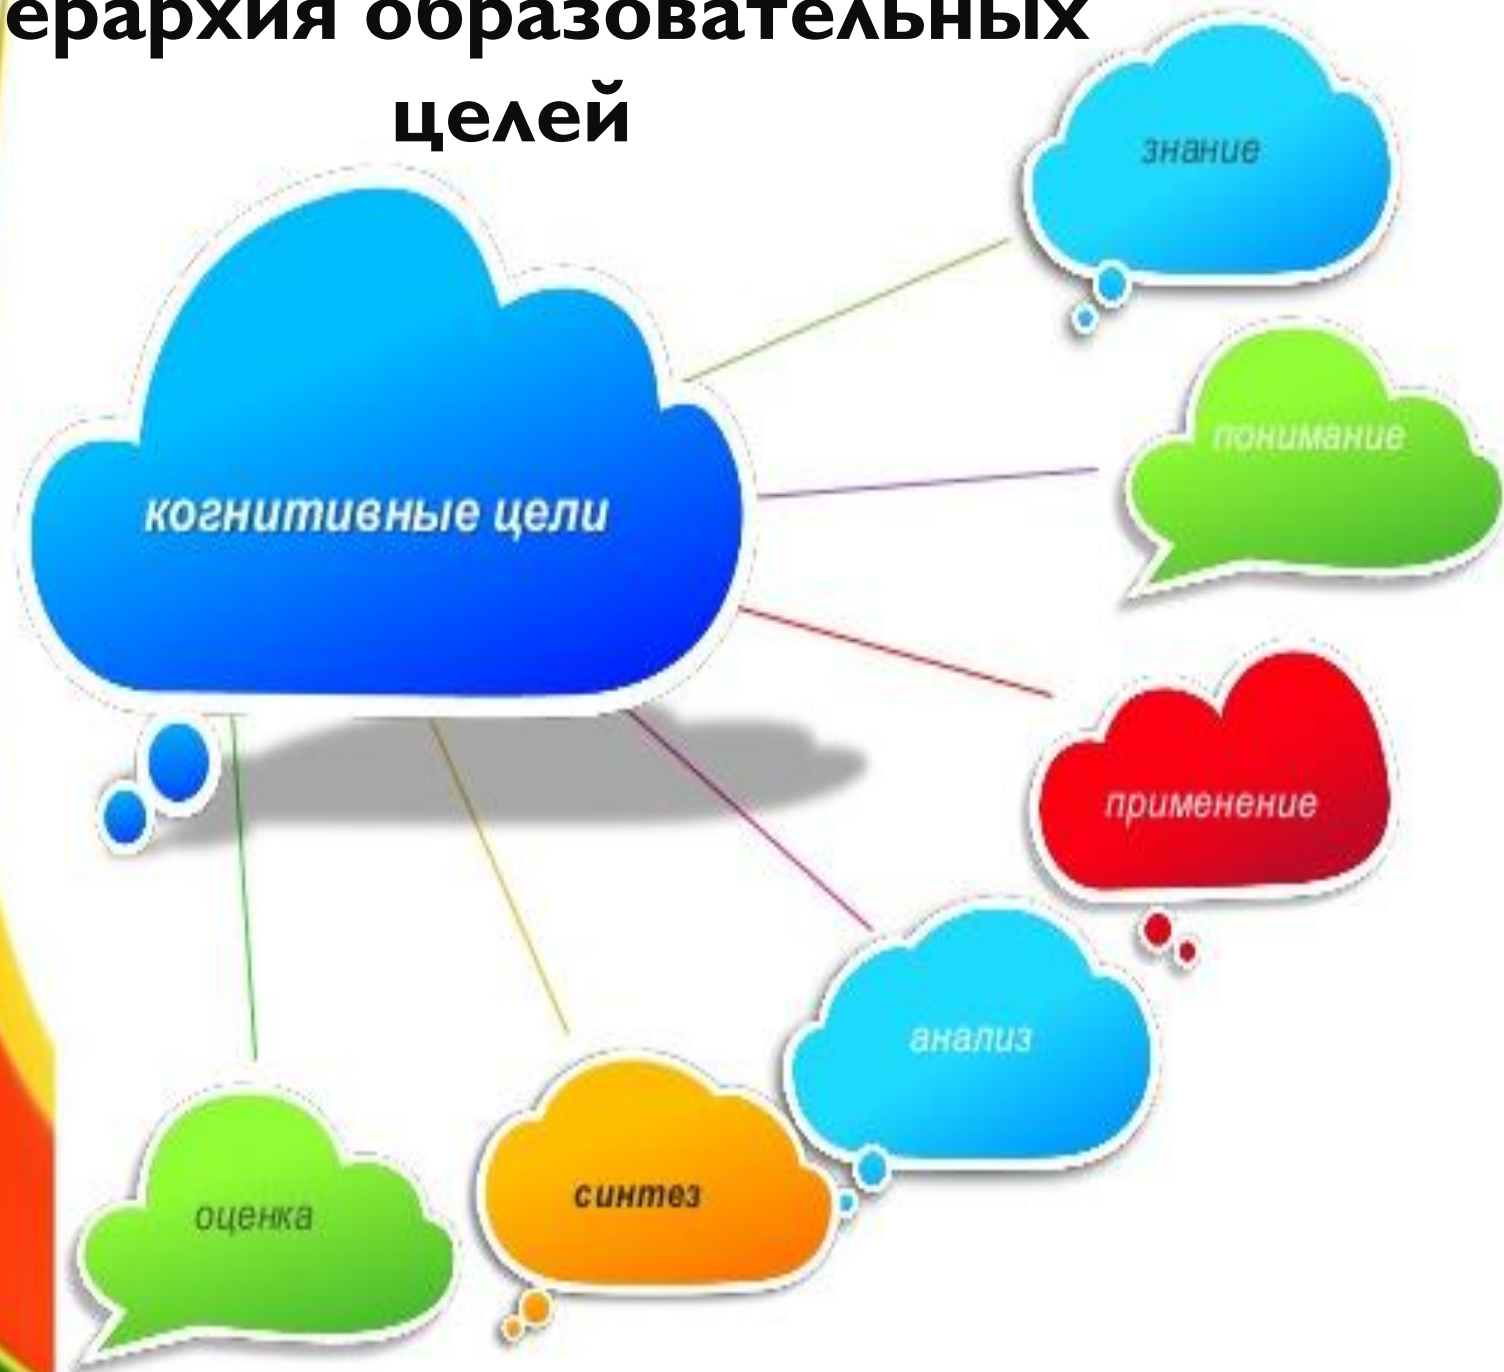 ерархия образовательных
целей
знание
понимание
когнитивные цели
применение
анализ
синтез
оценка